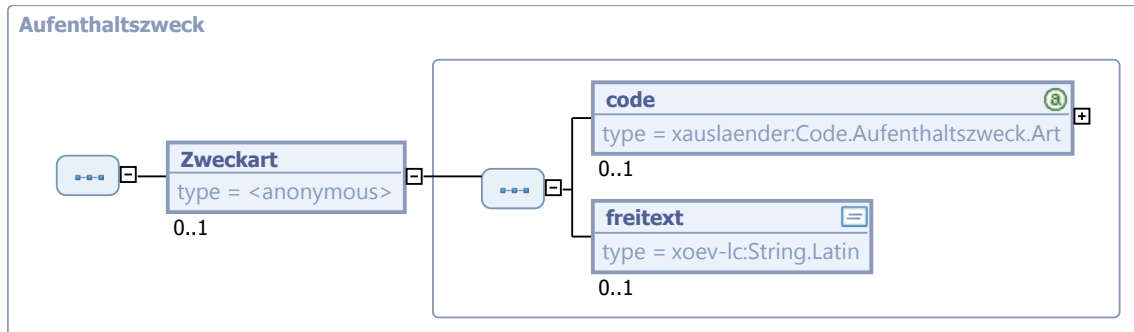 Aufenthaltszweck
Zweckart
type = <anonymous>
0..1
code
type = xauslaender:Code.Aufenthaltszweck.Art
0..1
freitext
type = xoev-lc:String.Latin
0..1